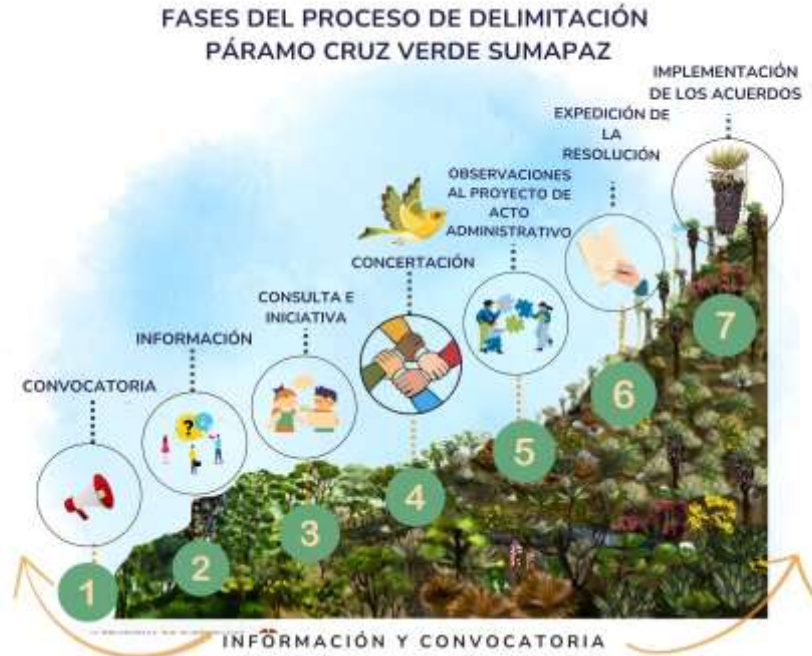 FASES DEL PROCESO DE DELIMITACIÓN
PÁRAMO CRUZ VERDE SUMAPAZ
IMPLEMENTACIÓN
DE LOS ACUERDOS
EXPEDICIÓN DE
LA
RESOLUCIÓN
OBSERVACIONES
AL PROYECTO DE
ACTO
ADMINISTRATIVO
CONCERTACIÓN
CONSULTA E
INICIATIVA
INFORMACIÓN
CONVOCATORIA
?
1
2
3
4
5
6
7
INFORMACIÓN Y CONVOCATORIA